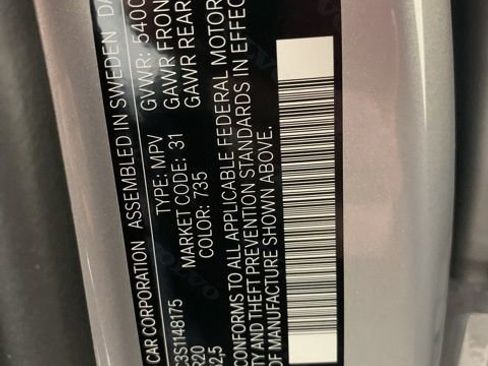 CAR CORPORATION ASSEMBLED IN SWEDEN
GVWR: 540
GAWR FRON
GAWR REAR
TYPE: MPV
MARKET CODE: 31
COLOR: 735
3S1148175
R20
2,5
CONFORMS TO ALL APPLICABLE FEDERAL MOTOR
TY AND THEFT PREVENTION STANDARDS IN EFFEC
OF MANUFACTURE SHOWN ABOVE.